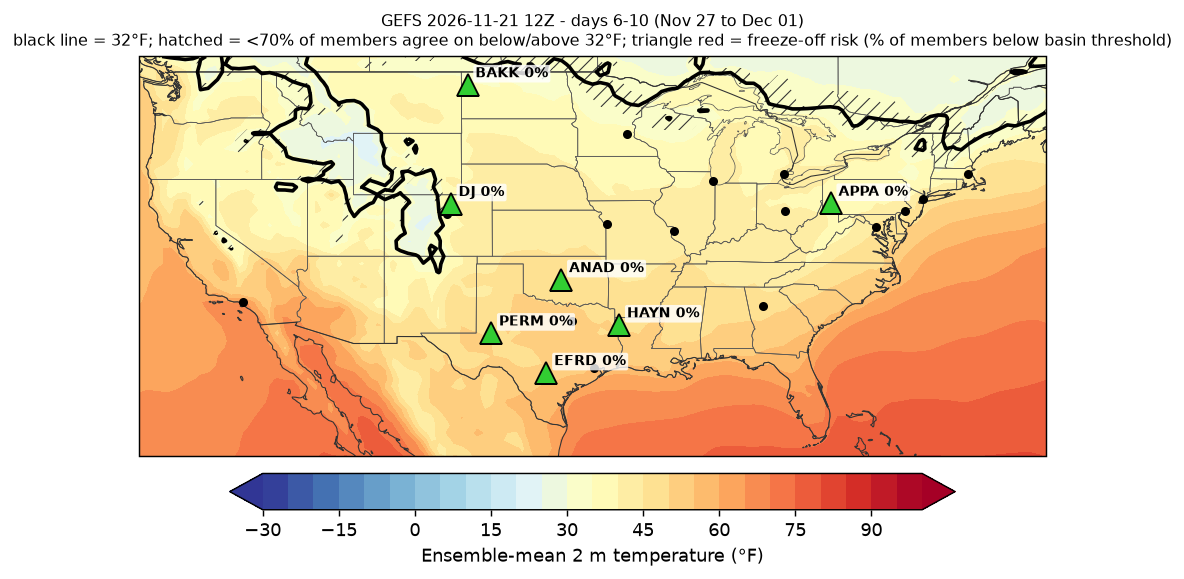 GEFS 2026-11-21 12Z - days 6-10 (Nov 27 to Dec 01)
black line = 32°F; hatched = <70% of members agree on below/above 32°F; triangle red = freeze-off risk (% of members below basin threshold)
BAKK 0%
DJ 0%
APPA 0%
ANAD 0%
HAYN 0%
PERM 0%
EFRD 0%
−30 −15 0 15 30 45 60 75 90
Ensemble-mean 2 m temperature (°F)